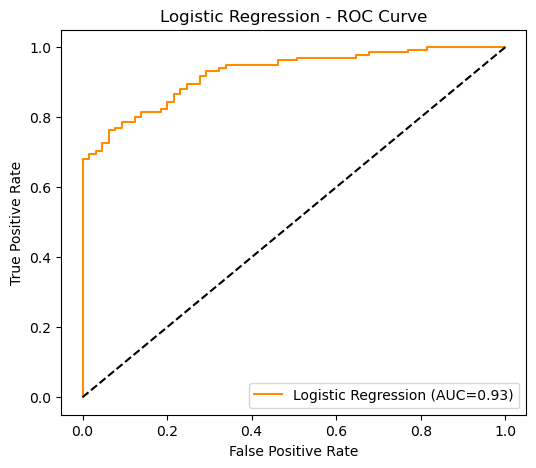 Logistic Regression - ROC Curve
True Positive Rate
1.0
0.8
0.6
0.4
0.2
0.0
Logistic Regression (AUC=0.93)
0.0 0.2 0.4 0.6 0.8 1.0
False Positive Rate